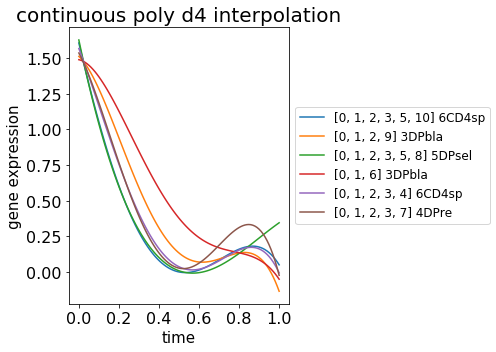 continuous poly d4 interpolation
gene expression
1.50
1.25
1.00
0.75
0.50
0.25
0.00
0.0 0.2 0.4 0.6 0.8 1.0
time
[0, 1, 2, 3, 5, 10] 6CD4sp
[0, 1, 2, 9] 3DPbla
[0, 1, 2, 3, 5, 8] 5DPsel
[0, 1, 6] 3DPbla
[0, 1, 2, 3, 4] 6CD4sp
[0, 1, 2, 3, 7] 4DPre